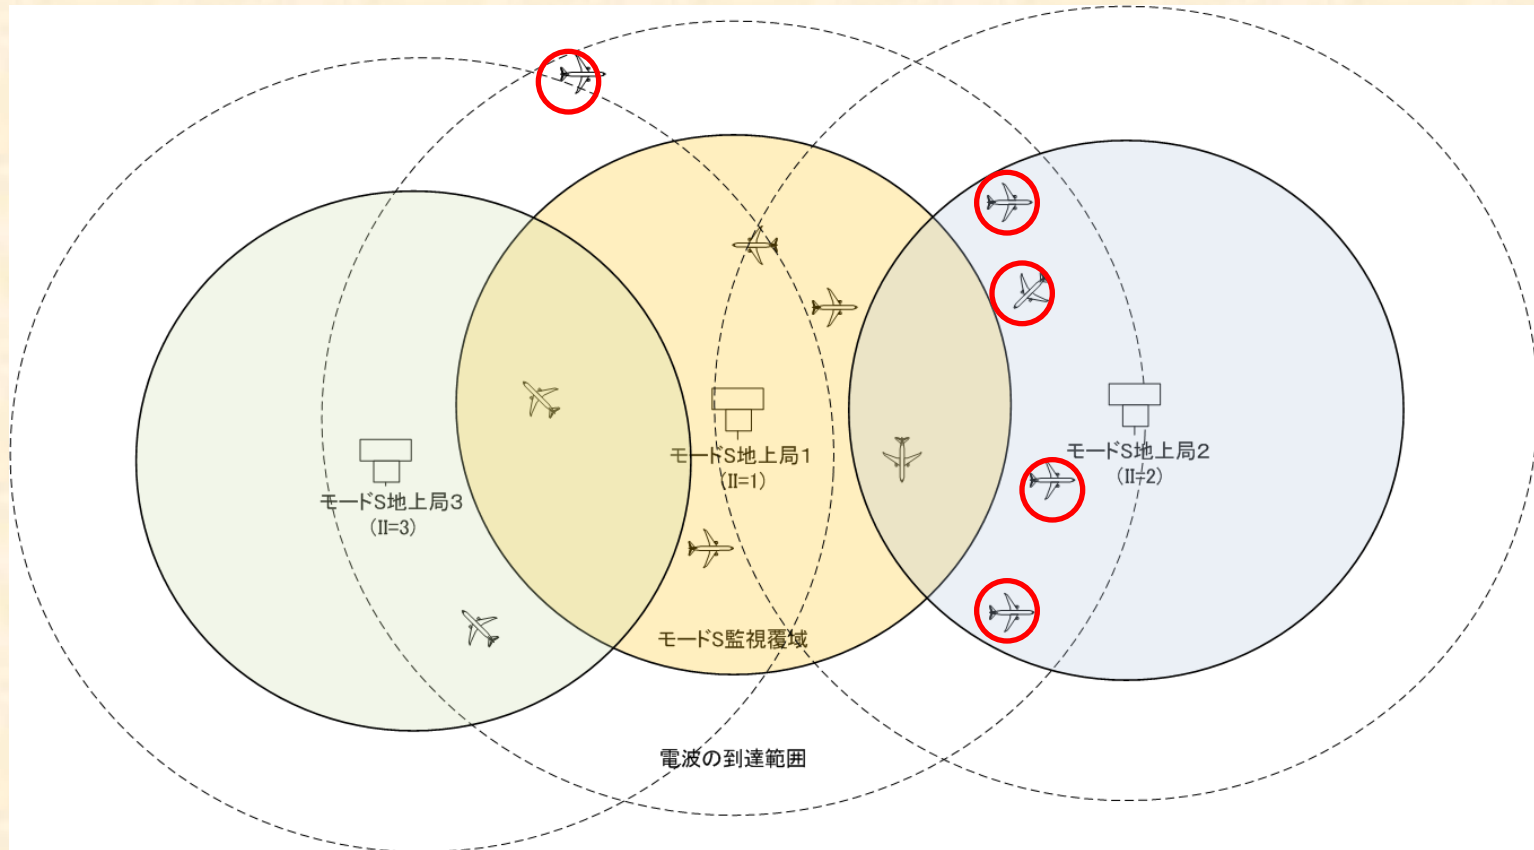 モードS地上局1
(II=1)
モードS地上局2
(II=2)
モードS地上局3
(II=3)
モードS監視覆域
電波の到達範囲